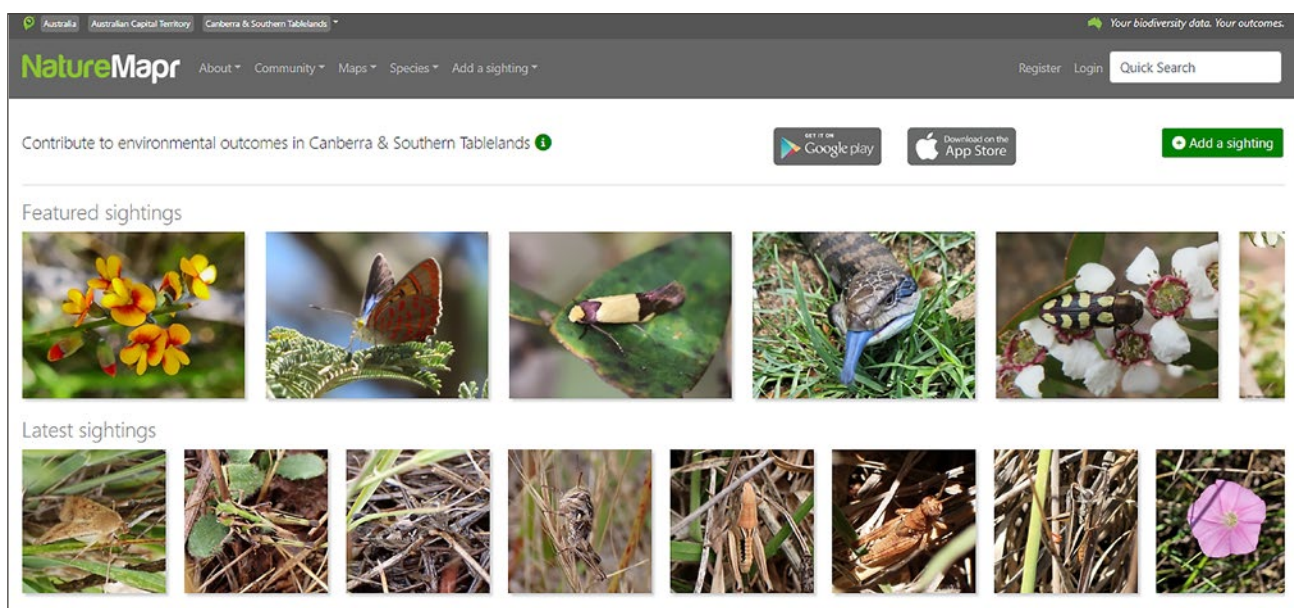 Australia Australian Capital Territory Canberra & Southern Tablelands Your biodiversity data. Your outcomes.
NatureMapr About Community Maps Species Add a sighting Register Login Quick Search
Contribute to environmental outcomes in Canberra & Southern Tablelands GET IT ON Google play Download on the App Store Add a sighting
Featured sightings
Latest sightings